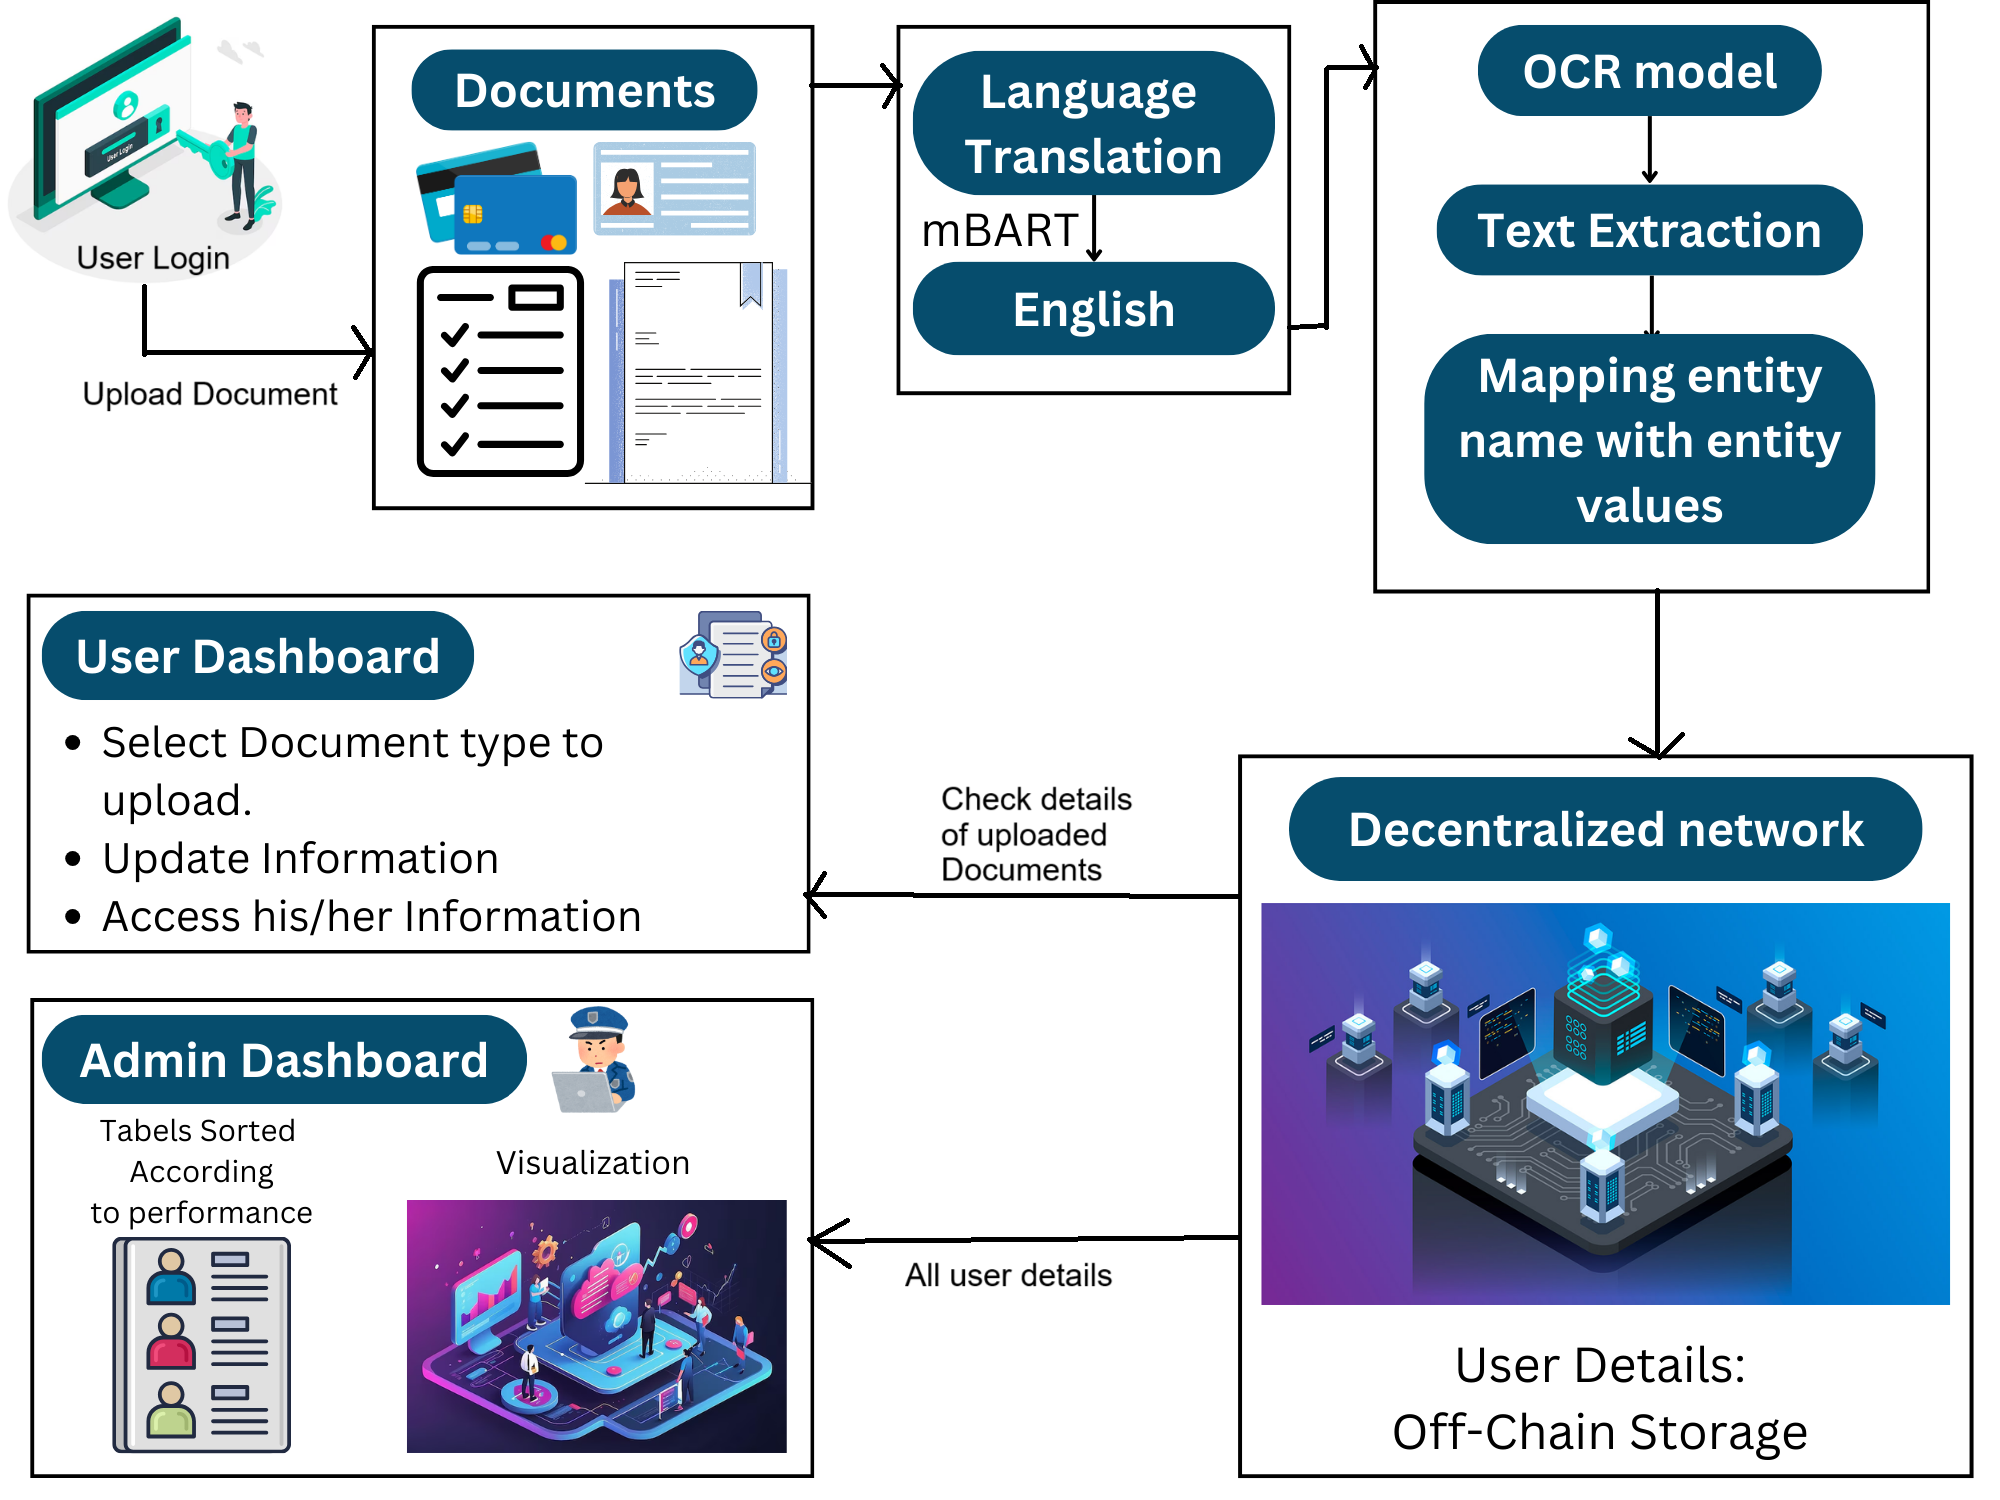 User Login
User Login
Upload Document
Documents
Language
Translation
mBART
English
OCR model
Text Extraction
Mapping entity
name with entity
values
User Dashboard
• Select Document type to
upload.
• Update Information
• Access his/her Information
Check details
of uploaded
Documents
Decentralized network
User Details:
Off-Chain Storage
Admin Dashboard
Tabels Sorted
According
to performance
Visualization
All user details